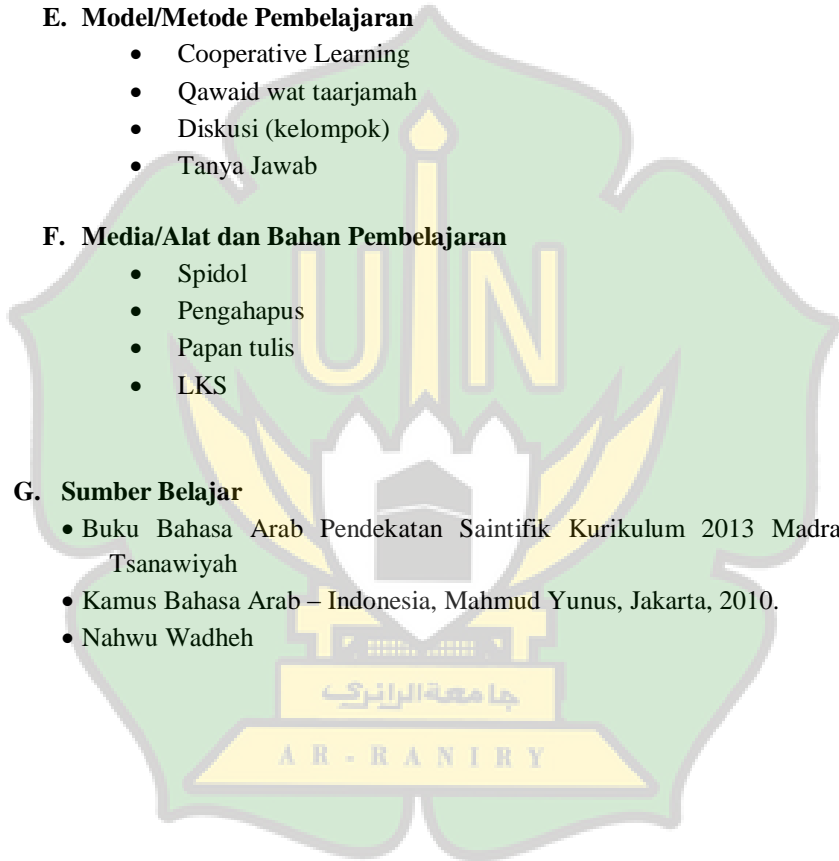 E. Model/Metode Pembelajaran
• Cooperative Learning
• Qawaid wat taarjamah
• Diskusi (kelompok)
• Tanya Jawab
F. Media/Alat dan Bahan Pembelajaran
• Spidol
• Pengahapus
• Papan tulis
• LKS
UIN
G. Sumber Belajar
• Buku Bahasa Arab Pendekatan Saintifik Kurikulum 2013 Madra
Tsanawiyah
• Kamus Bahasa Arab – Indonesia, Mahmud Yunus, Jakarta, 2010.
• Nahwu Wadheh
جامعة الرانري
AR-RANIRY